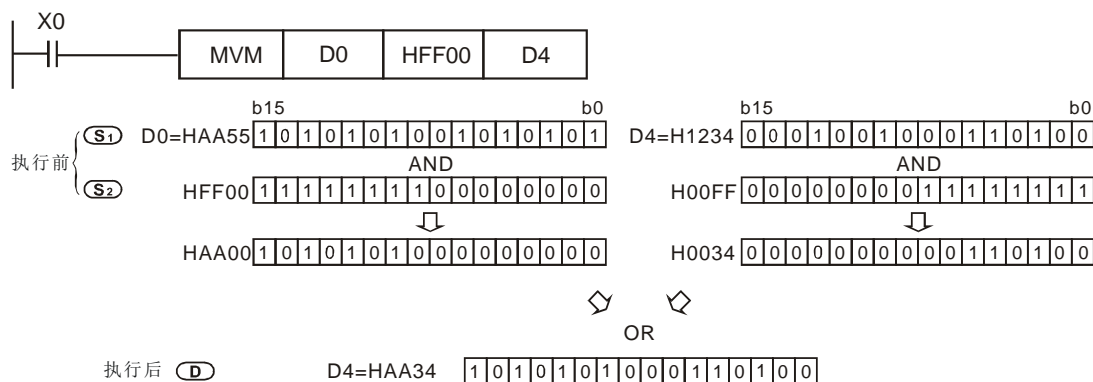 X0
MVM D0 HFF00 D4
b15 b0 b15 b0
执行前
S1 D0=HAA55 1 0 1 0 1 0 1 0 0 1 0 1 0 1 0 1 D4=H1234 0 0 0 1 0 0 1 0 0 0 1 1 0 1 0 0
AND AND
S2 HFF00 1 1 1 1 1 1 1 1 0 0 0 0 0 0 0 0 H00FF 0 0 0 0 0 0 0 0 1 1 1 1 1 1 1 1
HAA00 1 0 1 0 1 0 1 0 0 0 0 0 0 0 0 0 H0034 0 0 0 0 0 0 0 0 0 0 1 1 0 1 0 0
OR
执行后 D D4=HAA34 1 0 1 0 1 0 1 0 0 0 1 1 0 1 0 0